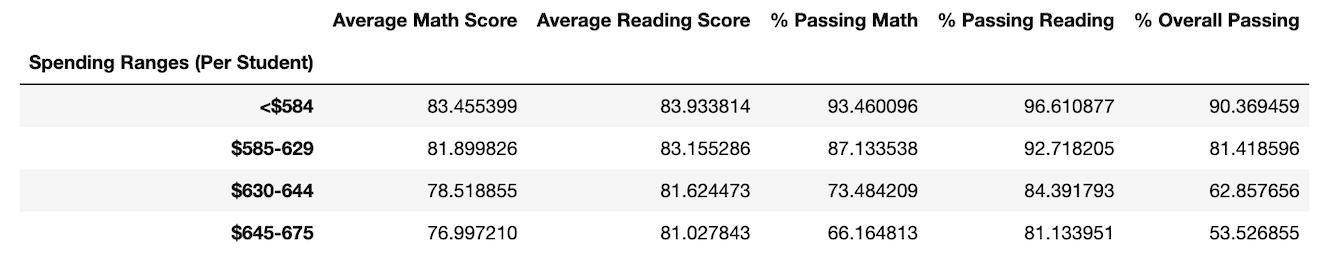 Average Math Score Average Reading Score % Passing Math % Passing Reading % Overall Passing
Spending Ranges (Per Student)
<$584 83.455399 83.933814 93.460096 96.610877 90.369459
$585-629 81.899826 83.155286 87.133538 92.718205 81.418596
$630-644 78.518855 81.624473 73.484209 84.391793 62.857656
$645-675 76.997210 81.027843 66.164813 81.133951 53.526855